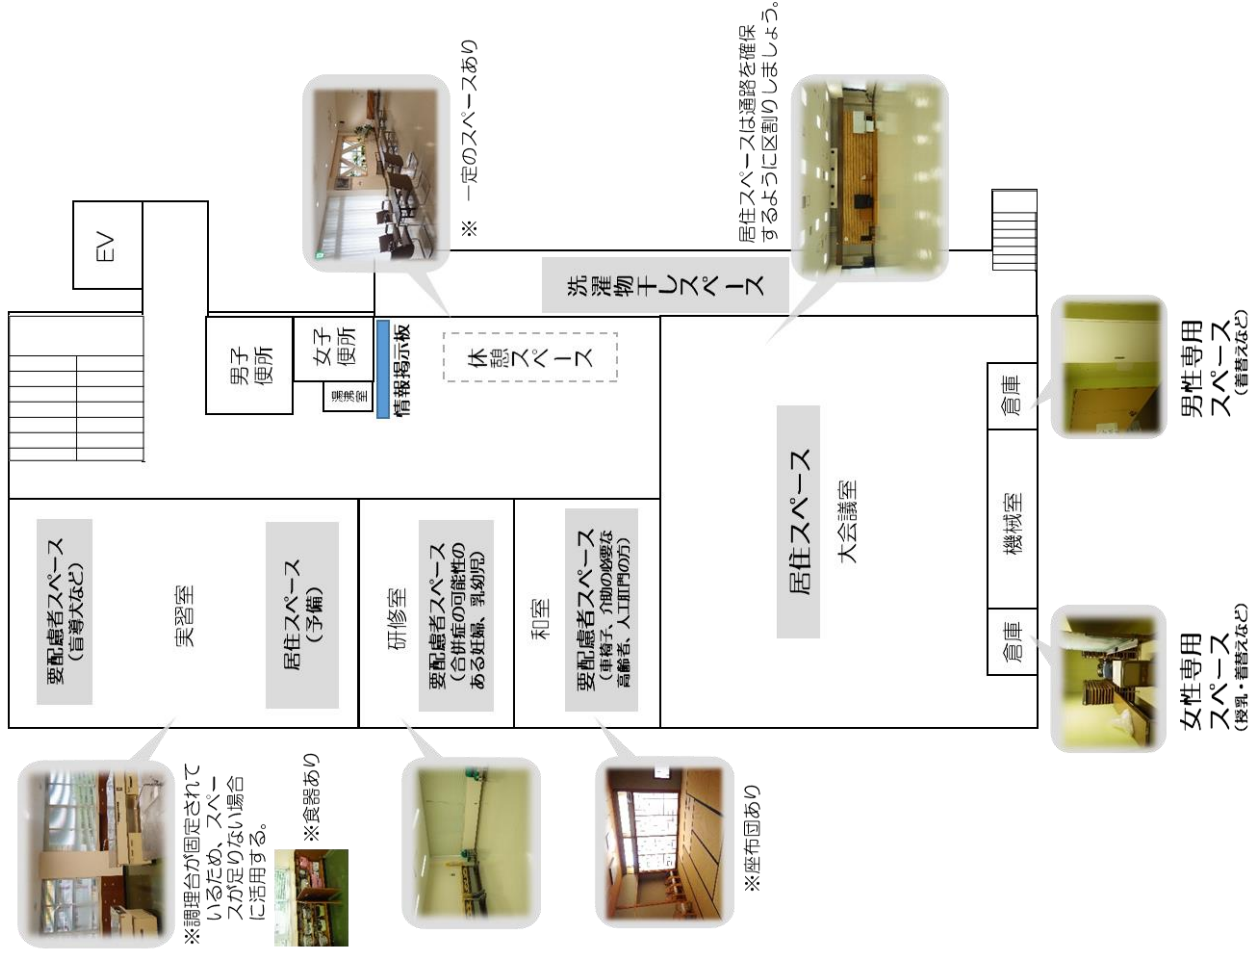 EV
男子
便所
女子
便所
湯沸
室
情報掲示板
休憩
スペース
※ 一定のスペースあり
洗濯物干しスペース
居住スペースは通路を確保
するように区割りしましょう。
要配慮者スペース
（盲導犬など）
実習室
居住スペース
（予備）
研修室
要配慮者スペース
（合併症の可能性の
ある妊婦、乳幼児）
和室
要配慮者スペース
（車椅子、介助の必要な
高齢者、人工肛門の方）
居住スペース
大会議室
倉庫
機械室
倉庫
男性専用
スペース
（着替えなど）
女性専用
スペース
（授乳・着替えなど）
※調理台が固定されて
いるため、スペー
スが足りない場合
に活用する。
※食器あり
※座布団あり